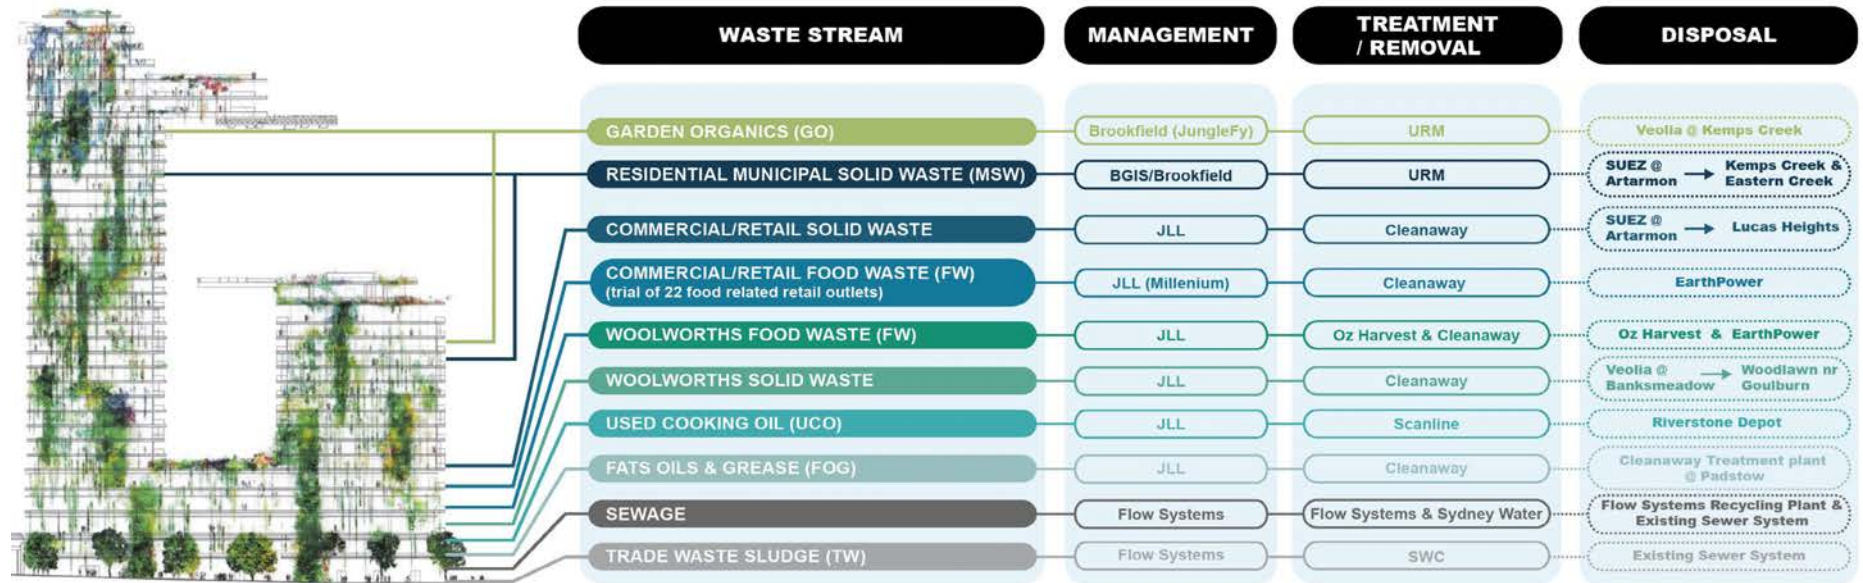 WASTE STREAM
MANAGEMENT
TREATMENT
/ REMOVAL
DISPOSAL
GARDEN ORGANICS (GO)
Brookfield (JungleFy)
URM
Veolia @ Kemps Creek
RESIDENTIAL MUNICIPAL SOLID WASTE (MSW)
BGIS/Brookfield
URM
SUEZ @
Artarmon
Kemps Creek &
Eastern Creek
COMMERCIAL/RETAIL SOLID WASTE
JLL
Cleanaway
SUEZ @
Artarmon
Lucas Heights
COMMERCIAL/RETAIL FOOD WASTE (FW)
(trial of 22 food related retail outlets)
JLL (Millenium)
Cleanaway
EarthPower
WOOLWORTHS FOOD WASTE (FW)
JLL
Oz Harvest & Cleanaway
Oz Harvest & EarthPower
WOOLWORTHS SOLID WASTE
JLL
Cleanaway
Veolia @
Banksmeadow
Woodlawn nr
Goulburn
USED COOKING OIL (UCO)
JLL
Scanline
Riverstone Depot
FATS OILS & GREASE (FOG)
JLL
Cleanaway
Cleanaway Treatment plant
@ Padstow
SEWAGE
Flow Systems
Flow Systems & Sydney Water
Flow Systems Recycling Plant &
Existing Sewer System
TRADE WASTE SLUDGE (TW)
Flow Systems
SWC
Existing Sewer System